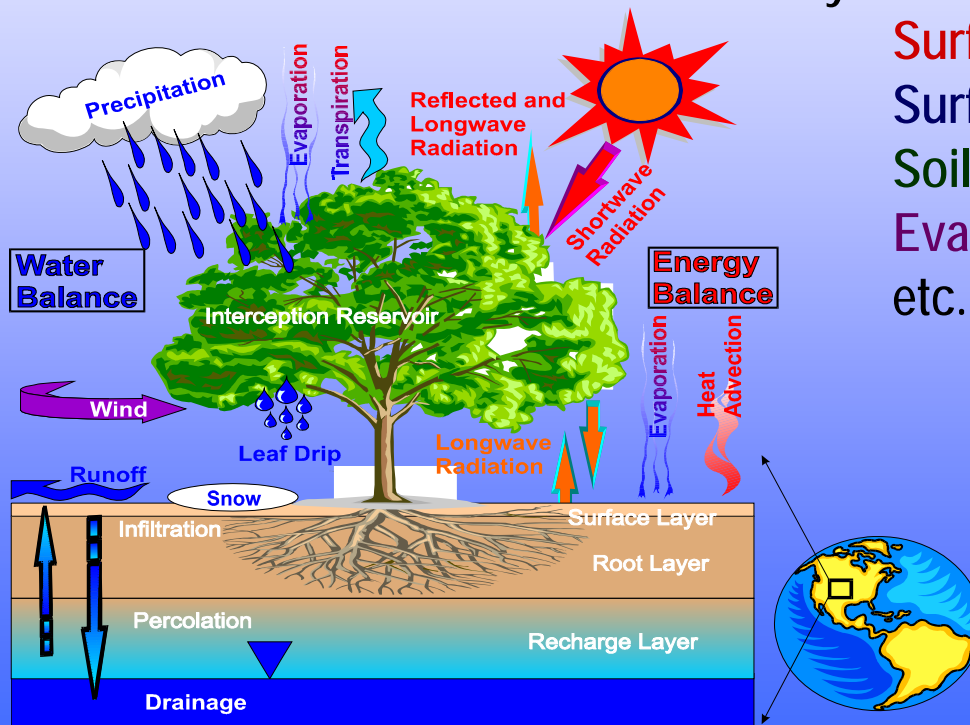 Surf
Surf
Soil
Eva
etc.
Precipitation
Evaporation
Transpiration
Reflected and
Longwave
Radiation
Shortwave
Radiation
Water
Balance
Energy
Balance
Interception Reservoir
Evaporation
Heat
Advection
Wind
Leaf Drip
Longwave
Radiation
Runoff
Snow
Infiltration
Surface Layer
Root Layer
Percolation
Recharge Layer
Drainage